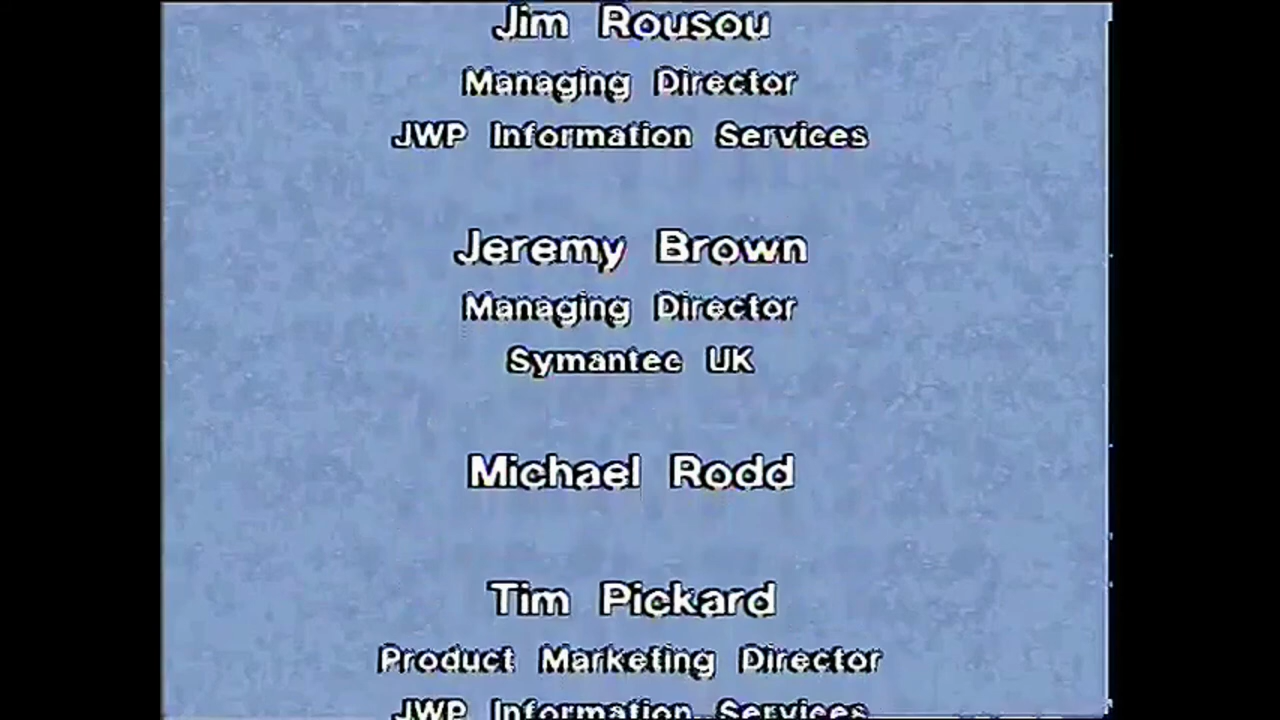 Jim Rousou
Managing Director
JWP Information Services
Jeremy Brown
Managing Director
Symantec UK
Michael Rodd
Tim Pickard
Product Marketing Director
JWP Information Services